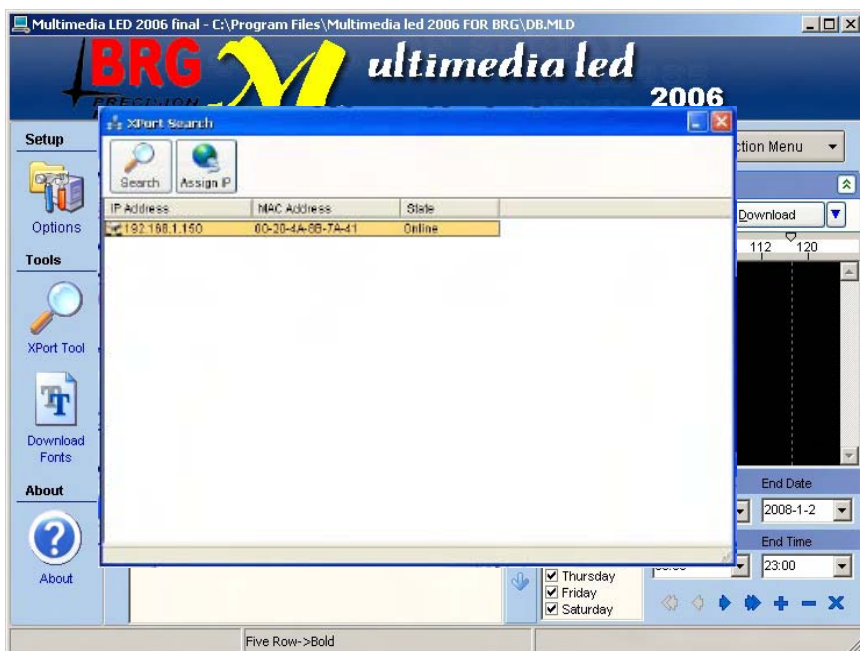 Multimedia LED 2006 final - C:\Program Files\Multimedia led 2006 FOR BRG\DB.MLD
BRG
PRECISION
Multimedia led
2006
Setup
Options
Tools
XPort Tool
Download
Fonts
About
About
XPort Search
Search
Assign IP
IP Address MAC Address State
192.168.1.150 00-20-4A-8B-7A-41 Online
ction Menu
Download
112 120
End Date
2008-1-2
End Time
23:00
Thursday
Friday
Saturday
Five Row->Bold